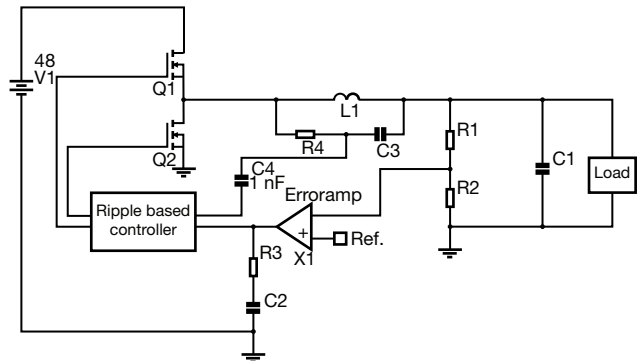 48
V1
Q1
Q2
L1
R4
C3
R1
C1
R2
Load
C4
1 nF
Erroramp
Ripple based
controller
+
X1
Ref.
R3
C2